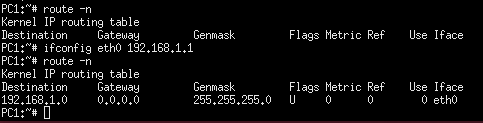 PC1:~# route -n
Kernel IP routing table
Destination Gateway Genmask Flags Metric Ref Use Iface
PC1:~# ifconfig eth0 192.168.1.1
PC1:~# route -n
Kernel IP routing table
Destination Gateway Genmask Flags Metric Ref Use Iface
192.168.1.0 0.0.0.0 255.255.255.0 U 0 0 0 eth0
PC1:~#